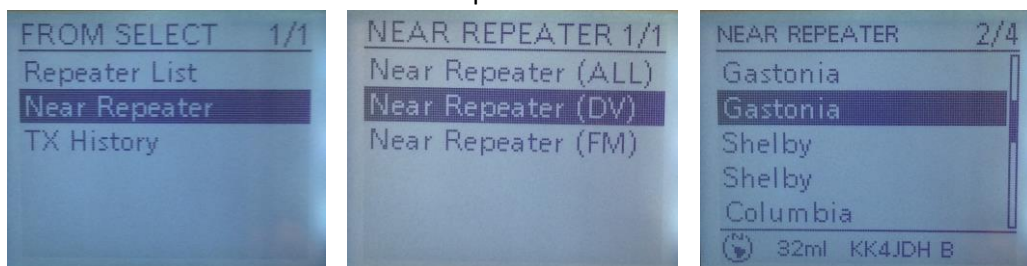 FROM SELECT 1/1
Repeater List
Near Repeater
TX History
NEAR REPEATER 1/1
Near Repeater (ALL)
Near Repeater (DV)
Near Repeater (FM)
NEAR REPEATER 2/4
Gastonia
Gastonia
Shelby
Shelby
Columbia
N 32ml KK4JDH B